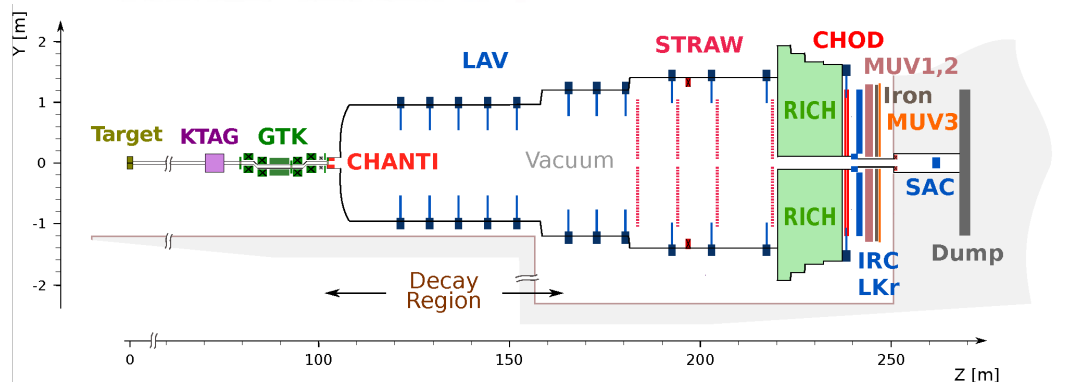 Y [m]
2
1
0
-1
-2
Target
KTAG
GTK
CHANTI
LAV
Vacuum
STRAW
CHOD
RICH
RICH
MUV1,2
Iron
MUV3
SAC
IRC
LKr
Dump
Decay
Region
0
100
150
200
250
Z [m]